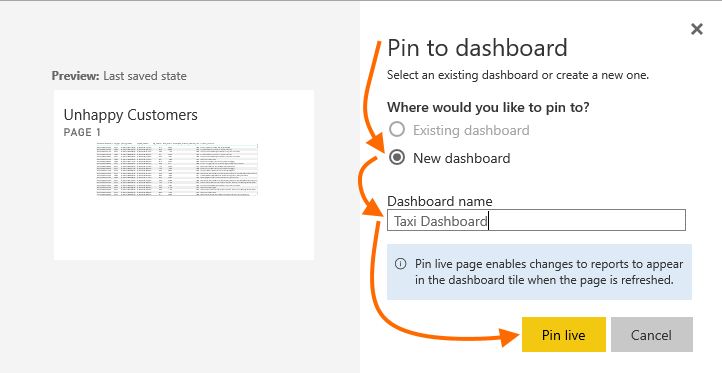 Pin to dashboard
Select an existing dashboard or create a new one.
Preview: Last saved state
Unhappy Customers
PAGE 1
Where would you like to pin to?
Existing dashboard
New dashboard
Dashboard name
Taxi Dashboard
Pin live page enables changes to reports to appear
in the dashboard tile when the page is refreshed.
Pin live
Cancel